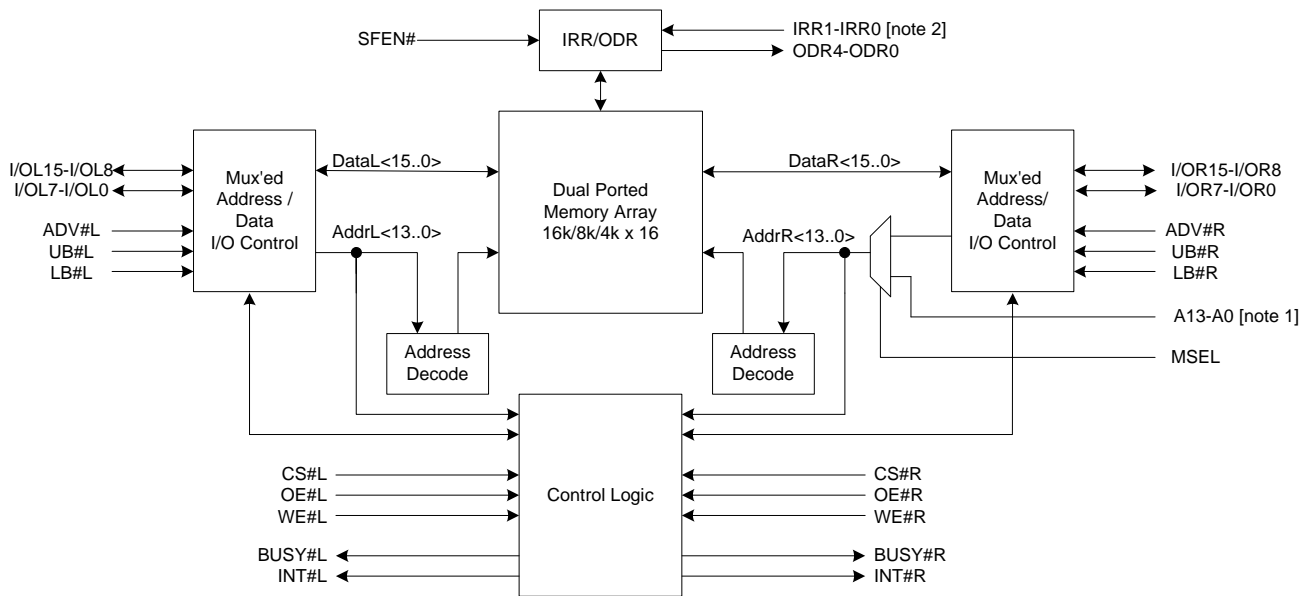 SFEN#
IRR/ODR
IRR1-IRR0 [note 2]
ODR4-ODR0
I/OL15-I/OL8
I/OL7-I/OL0
ADV#L
UB#L
LB#L
Mux'ed
Address /
Data
I/O Control
DataL<15..0>
AddrL<13..0>
Dual Ported
Memory Array
16k/8k/4k x 16
DataR<15..0>
AddrR<13..0>
Mux'ed
Address/
Data
I/O Control
I/OR15-I/OR8
I/OR7-I/OR0
ADV#R
UB#R
LB#R
A13-A0 [note 1]
MSEL
Address
Decode
Address
Decode
Control Logic
CS#L
OE#L
WE#L
BUSY#L
INT#L
CS#R
OE#R
WE#R
BUSY#R
INT#R